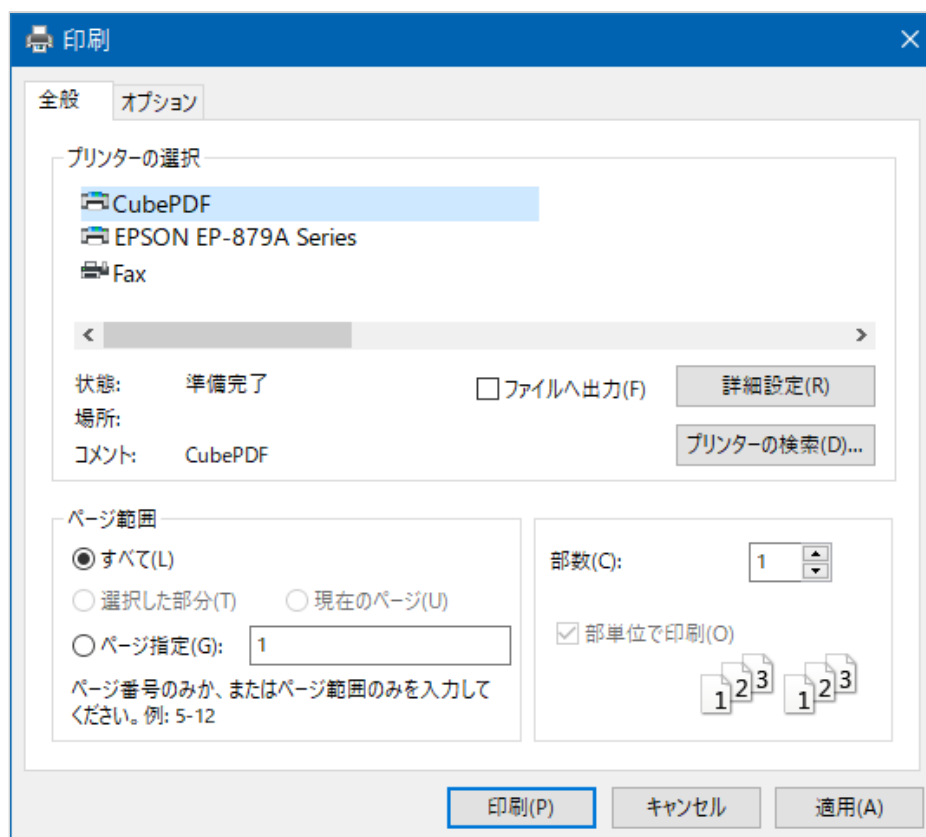 印刷
全般 オプション
プリンターの選択
CubePDF
EPSON EP-879A Series
Fax
状態: 準備完了 ファイルへ出力(F) 詳細設定(R)
場所:
コメント: CubePDF プリンターの検索(D)...
ページ範囲
すべて(L)
選択した部分(T) 現在のページ(U)
ページ指定(G): 1
ページ番号のみか、またはページ範囲のみを入力して
ください。例: 5-12
部数(C): 1
部単位で印刷(O)
1 2 3 1 2 3
印刷(P) キャンセル 適用(A)